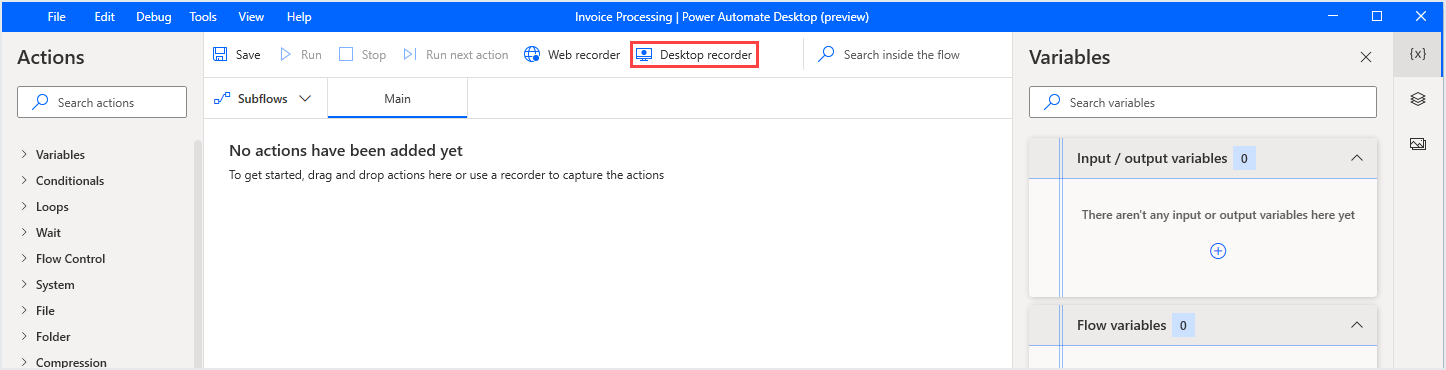 File Edit Debug Tools View Help Invoice Processing | Power Automate Desktop (preview)
Actions
Save Run Stop Run next action Web recorder Desktop recorder Search inside the flow
Variables
{x}
Search actions
Subflows Main
Search variables
Variables
Conditionals
Loops
Wait
Flow Control
System
File
Folder
Compression
No actions have been added yet
To get started, drag and drop actions here or use a recorder to capture the actions
Input / output variables 0
There aren't any input or output variables here yet
Flow variables 0